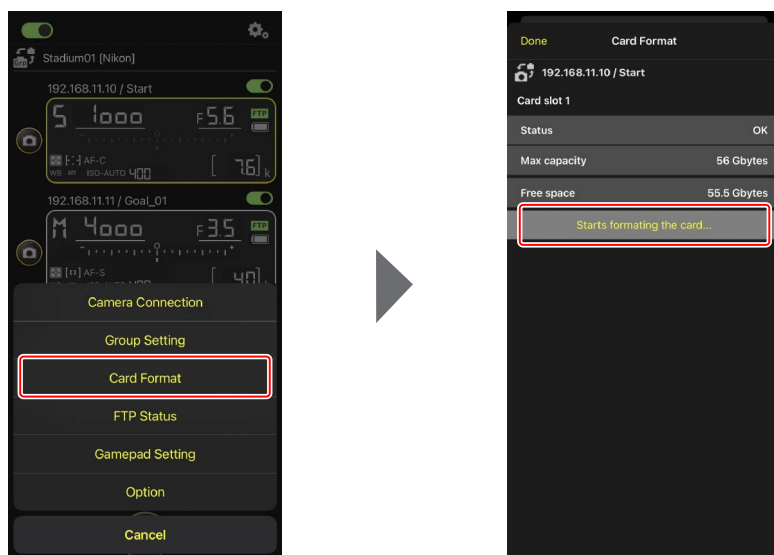 Stadium01 [Nikon]
Grp
192.168.11.10 / Start
S 1000 F5.6 FTP
AF-C
WB ISO-AUTO 400 [ 7.6] k
192.168.11.11 / Goal_01
M 4000 F3.5 FTP
AF-S
[ 40]
Camera Connection
Group Setting
Card Format
FTP Status
Gamepad Setting
Option
Cancel
Done Card Format
192.168.11.10 / Start
Card slot 1
Status OK
Max capacity 56 Gbytes
Free space 55.5 Gbytes
Starts formating the card...